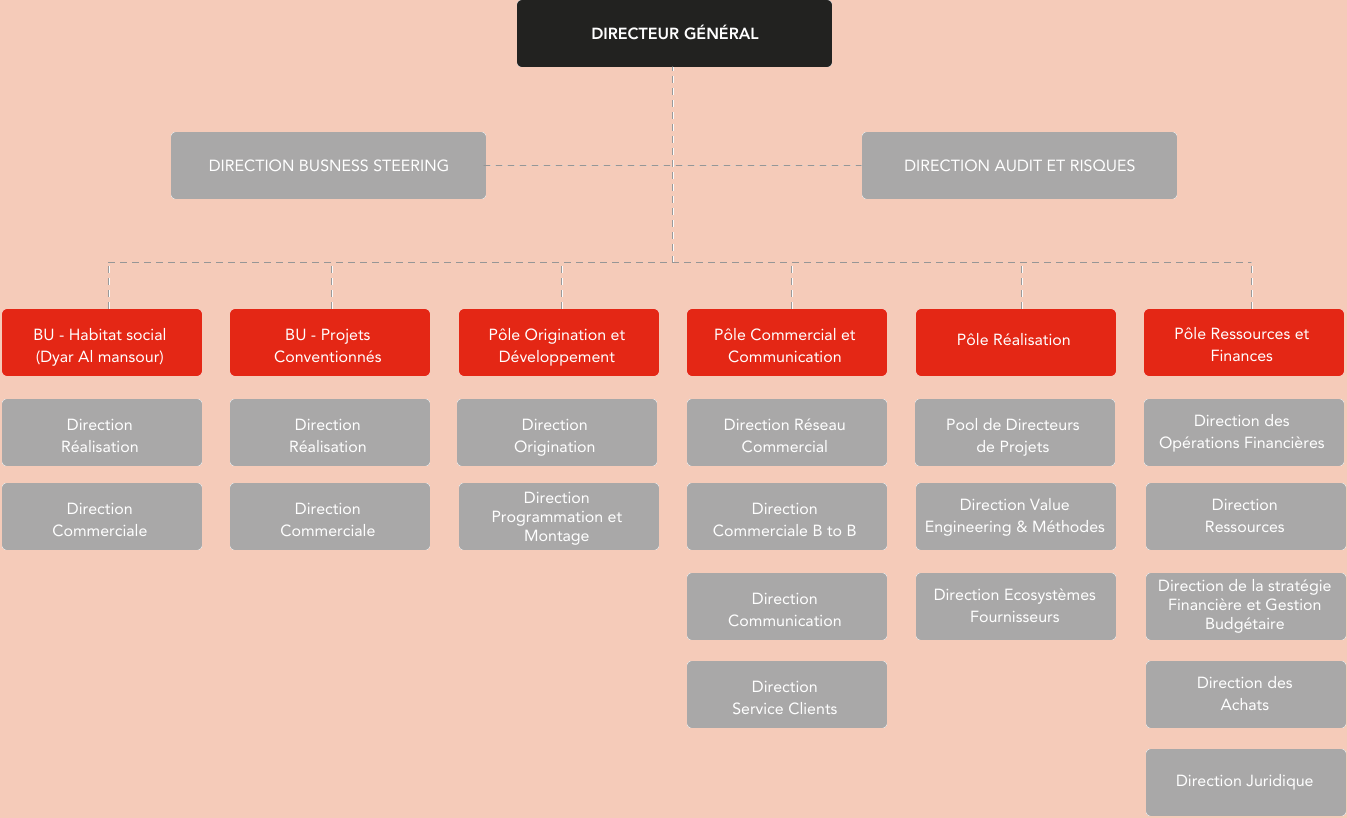 DIRECTEUR GÉNÉRAL
DIRECTION BUSNESS STEERING
DIRECTION AUDIT ET RISQUES
BU - Habitat social
(Dyar Al mansour)
BU - Projets
Conventionnés
Pôle Origination et
Développement
Pôle Commercial et
Communication
Pôle Réalisation
Pôle Ressources et
Finances
Direction
Réalisation
Direction
Réalisation
Direction
Origination
Direction Réseau
Commercial
Pool de Directeurs
de Projets
Direction des
Opérations Financières
Direction
Commerciale
Direction
Commerciale
Direction
Programmation et
Montage
Direction
Commerciale B to B
Direction Value
Engineering & Méthodes
Direction
Ressources
Direction
Communication
Direction Ecosystèmes
Fournisseurs
Direction de la stratégie
Financière et Gestion
Budgétaire
Direction
Service Clients
Direction des
Achats
Direction Juridique